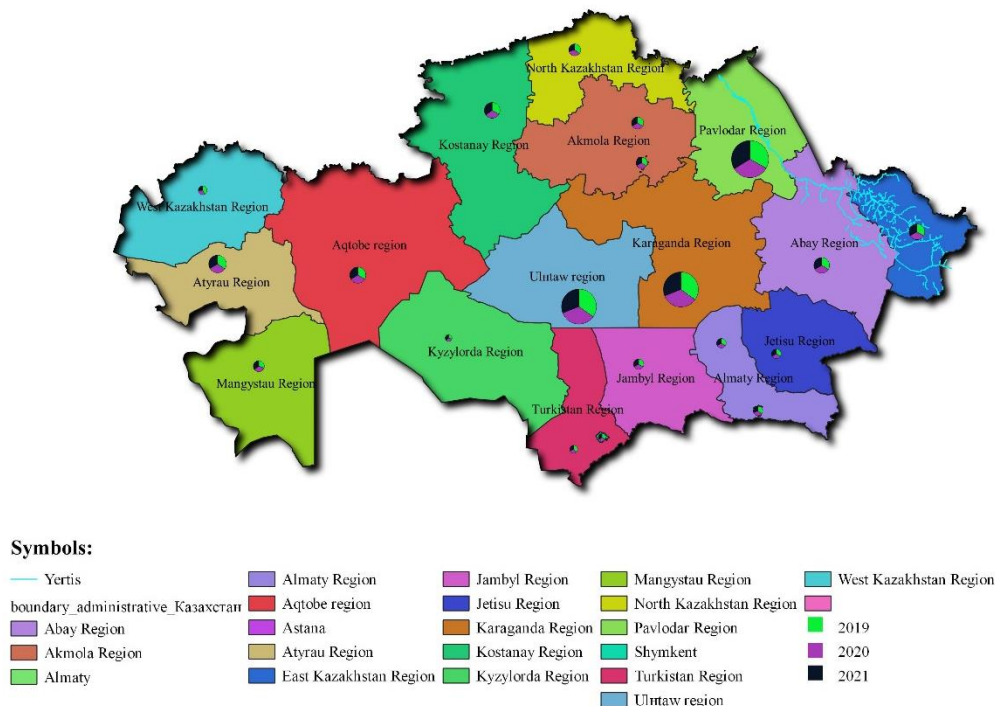 North Kazakhstan Region
Pavlodar Region
Akmola Region
Kostanay Region
West Kazakhstan Region
Karaganda Region
Abay Region
Aqtobe region
Atyrau Region
Ulıtaw region
Kyzylorda Region
Jetisu Region
Jambyl Region
Almaty Region
Mangystau Region
Turkistan Region
Symbols:
Yertis
boundary_administrative_Казахстан
Abay Region
Akmola Region
Almaty
Almaty Region
Aqtobe region
Astana
Atyrau Region
East Kazakhstan Region
Jambyl Region
Jetisu Region
Karaganda Region
Kostanay Region
Kyzylorda Region
Mangystau Region
North Kazakhstan Region
Pavlodar Region
Shymkent
Turkistan Region
Ulıtaw region
West Kazakhstan Region
2019
2020
2021